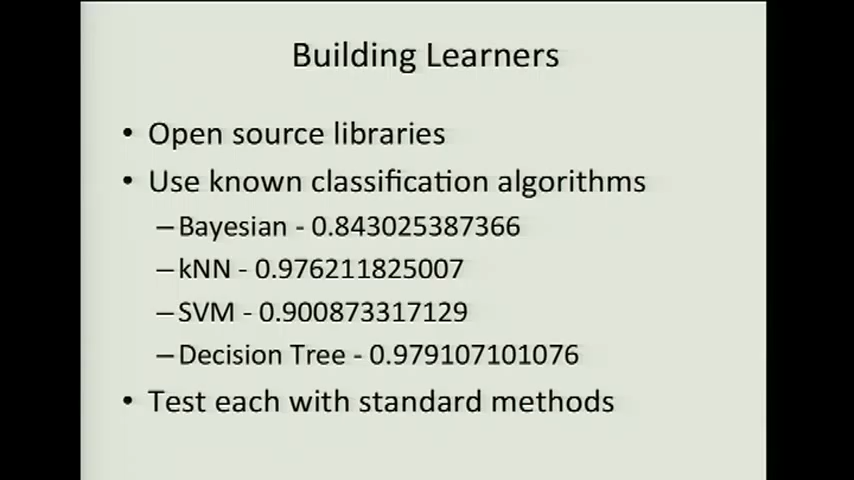 Building Learners
• Open source libraries
• Use known classification algorithms
– Bayesian - 0.843025387366
– kNN - 0.976211825007
– SVM - 0.900873317129
– Decision Tree - 0.979107101076
• Test each with standard methods